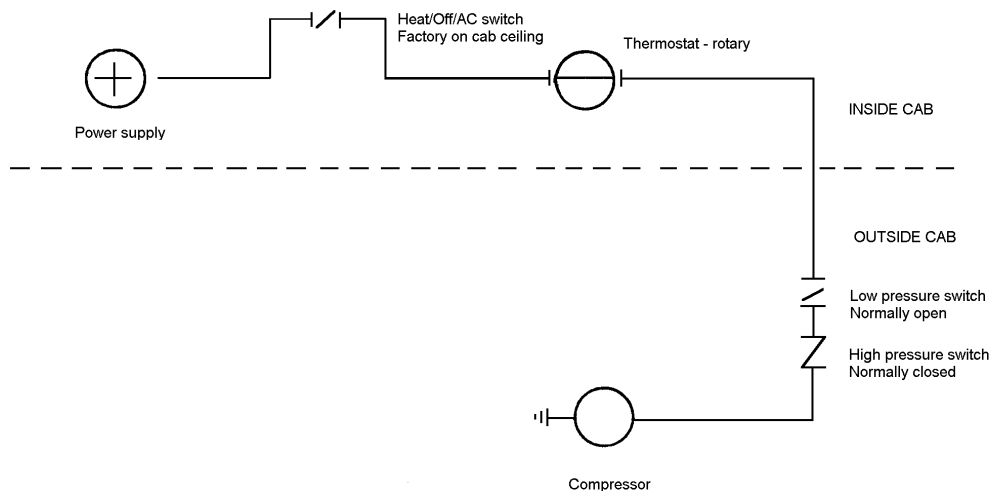 Heat/Off/AC switch
Factory on cab ceiling
Thermostat - rotary
Power supply
INSIDE CAB
OUTSIDE CAB
Low pressure switch
Normally open
High pressure switch
Normally closed
Compressor